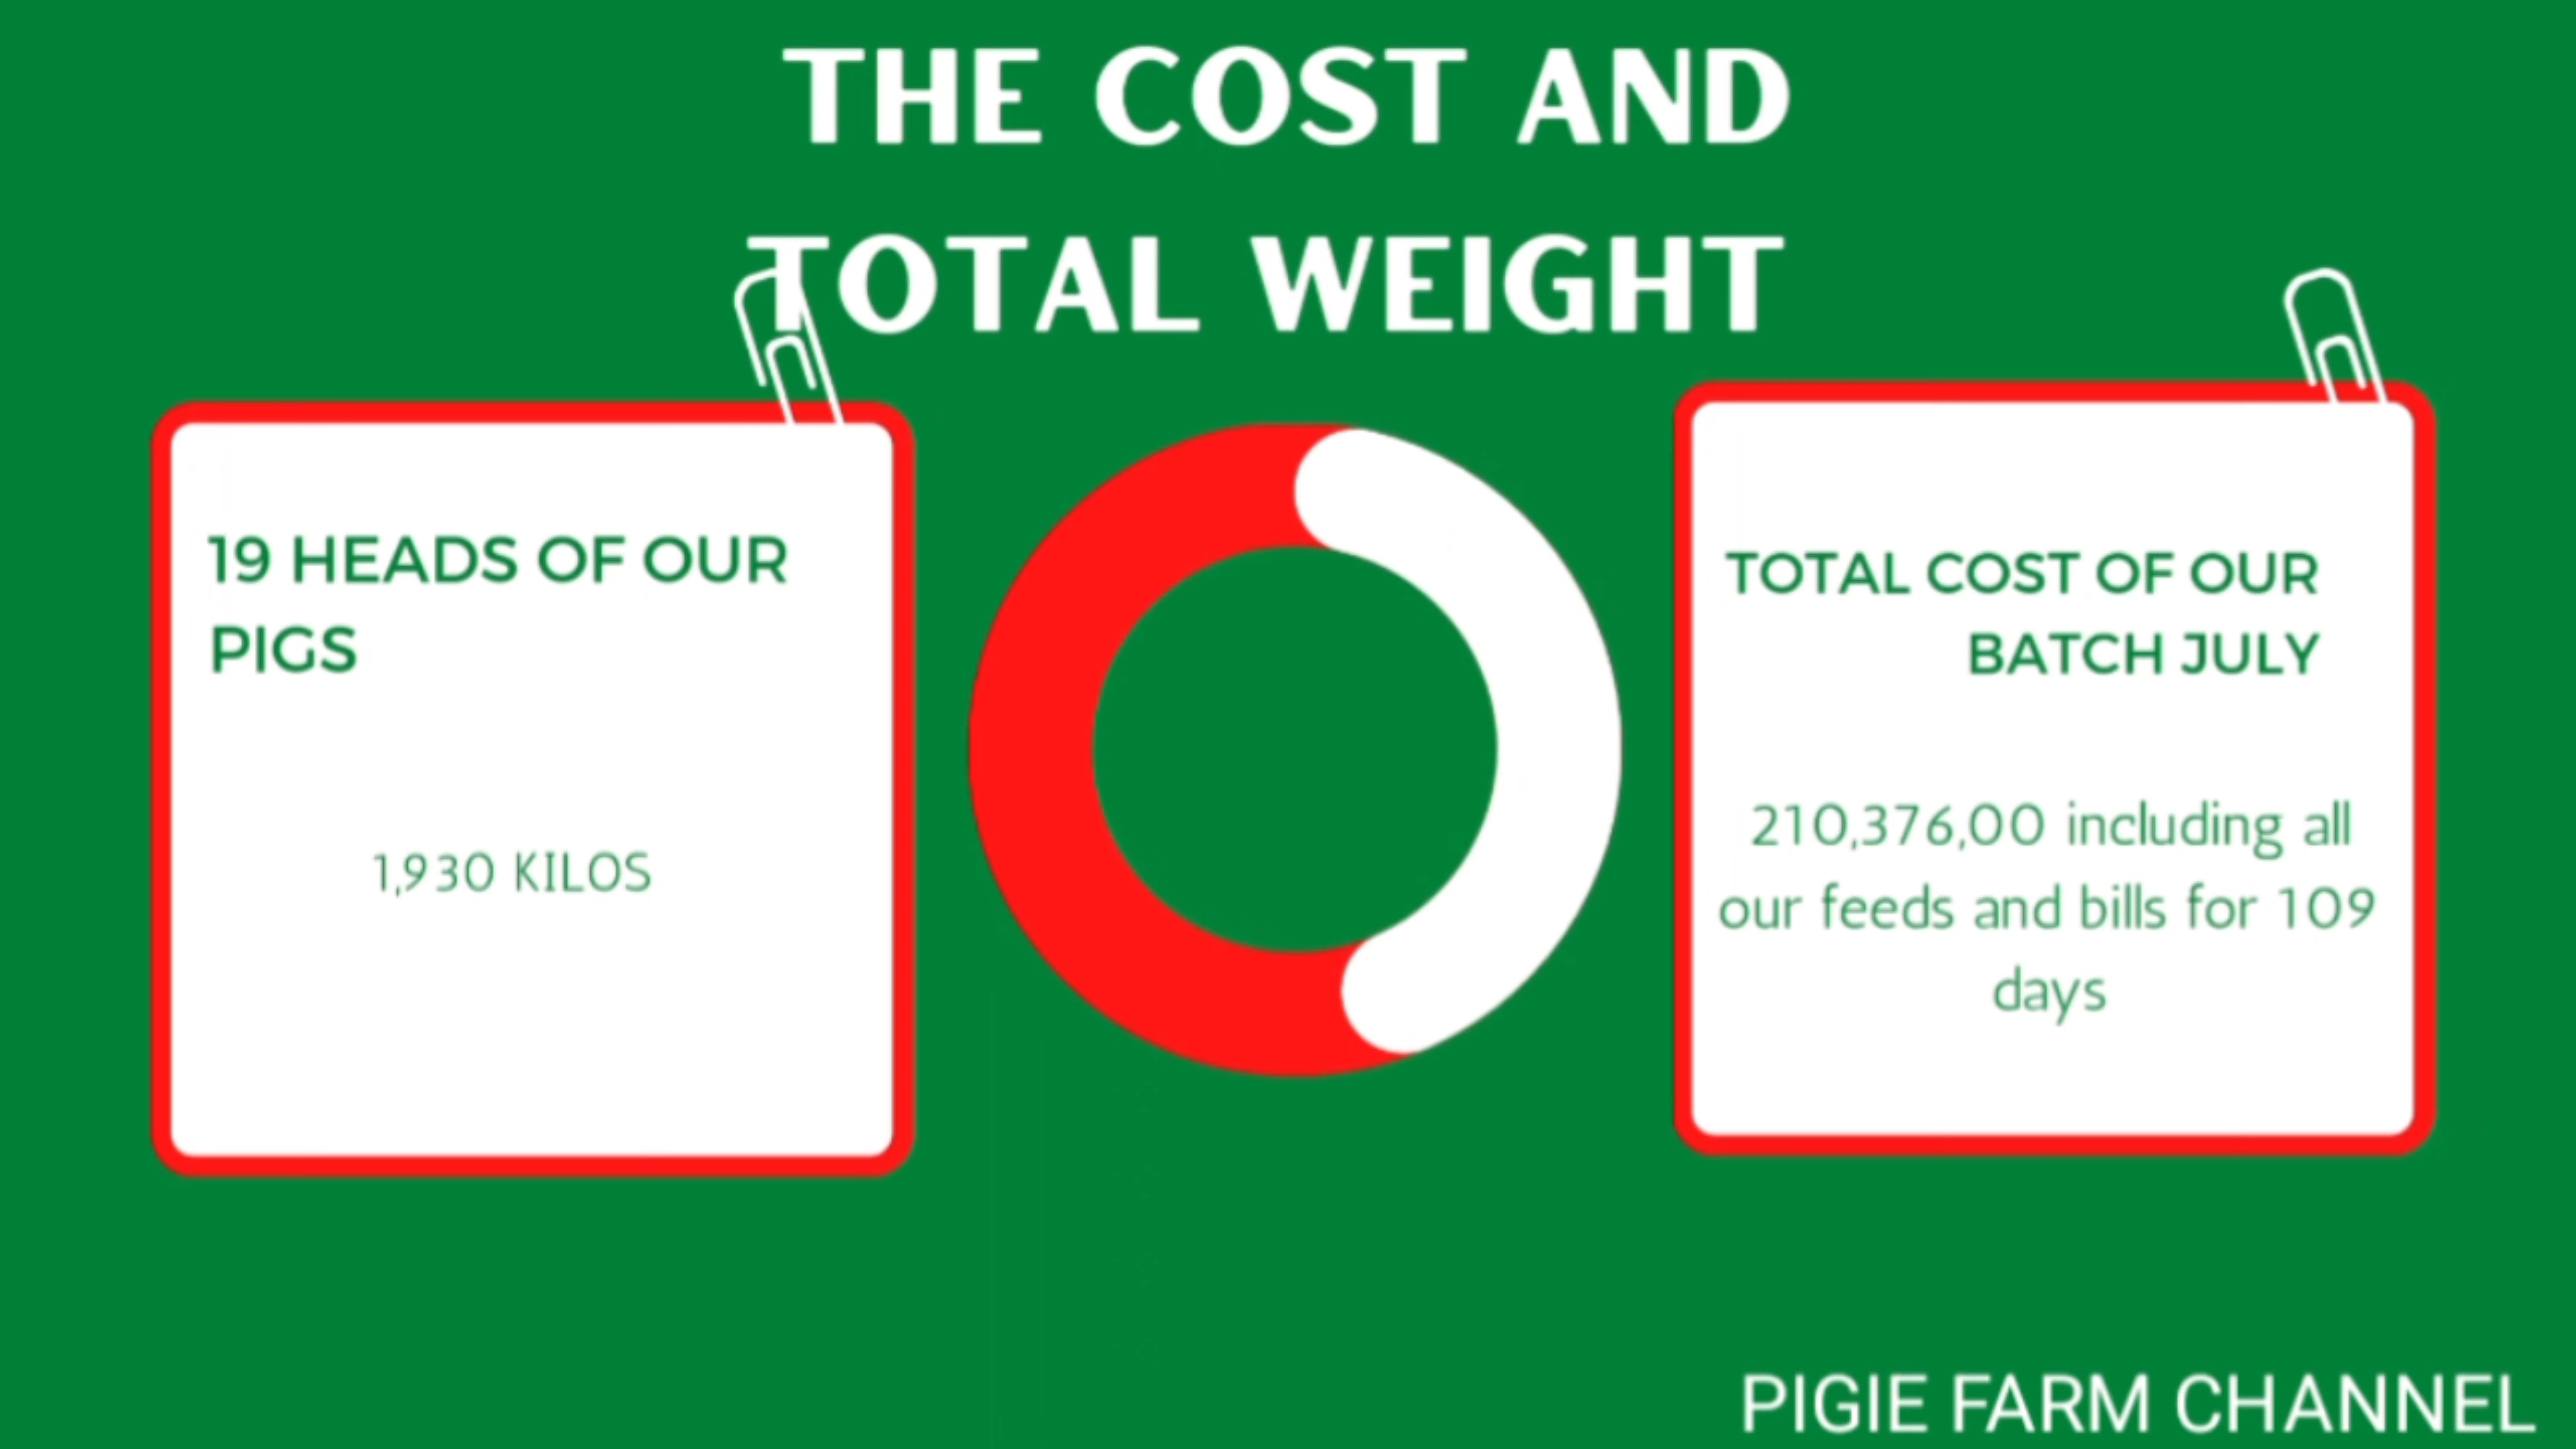 THE COST AND
TOTAL WEIGHT
19 HEADS OF OUR
PIGS
1,930 KILOS
TOTAL COST OF OUR
BATCH JULY
210,376,00 including all
our feeds and bills for 109
days
PIGIE FARM CHANNEL